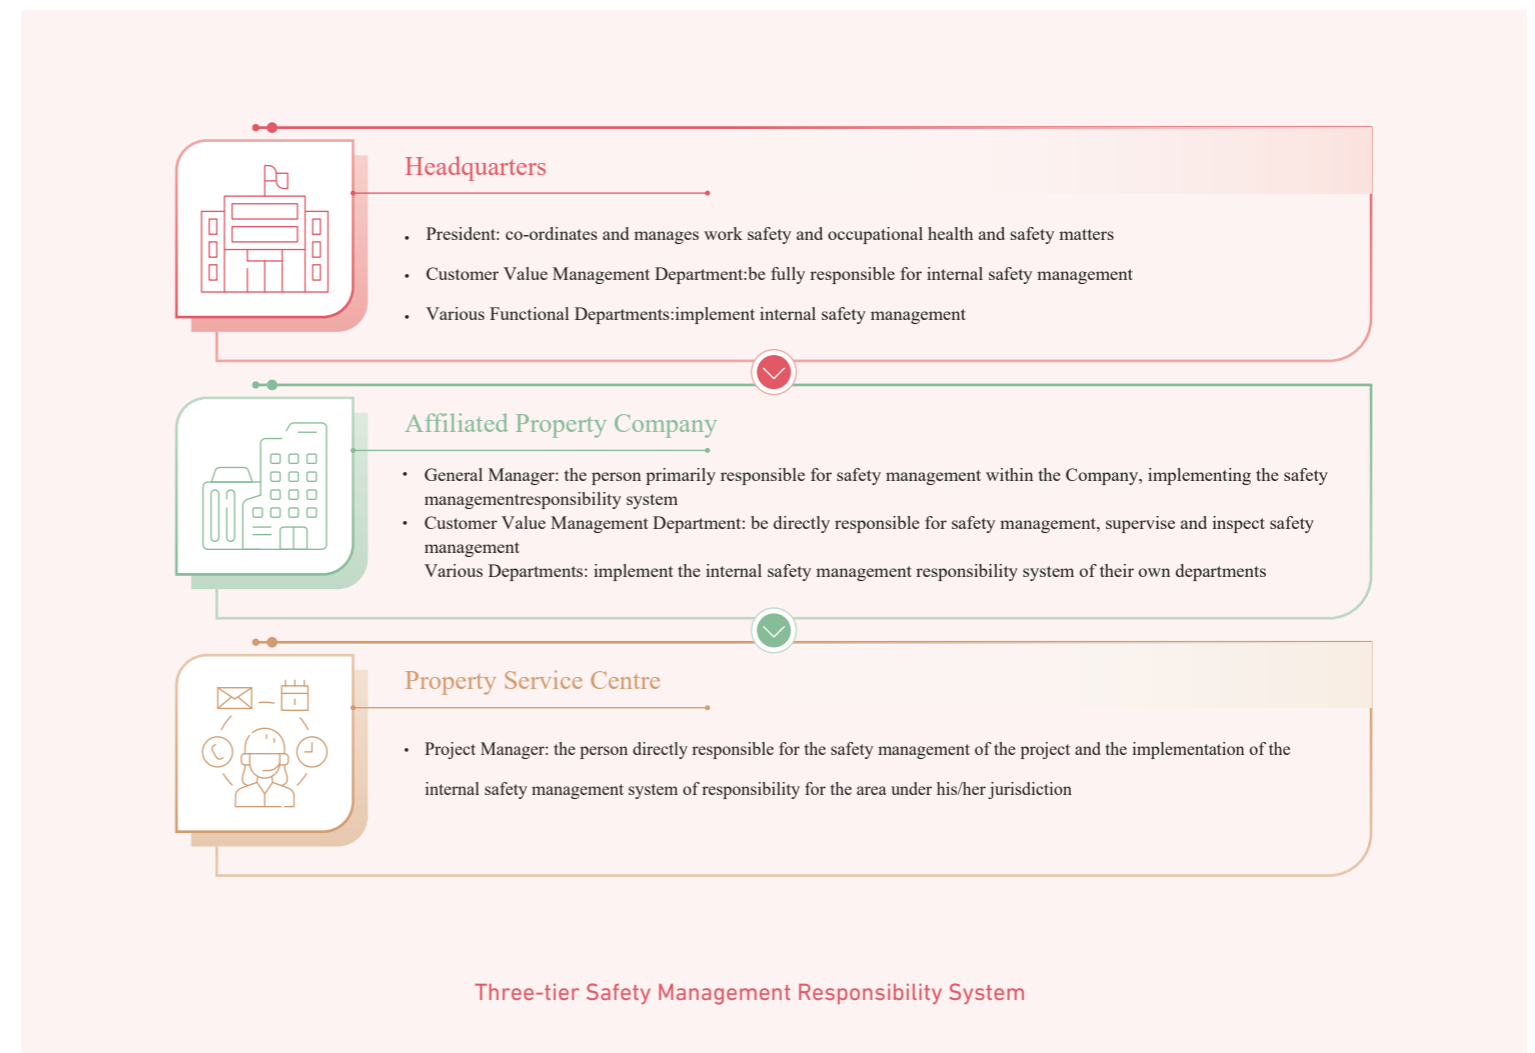 Headquarters
• President: co-ordinates and manages work safety and occupational health and safety matters
• Customer Value Management Department:be fully responsible for internal safety management
• Various Functional Departments:implement internal safety management
Affiliated Property Company
• General Manager: the person primarily responsible for safety management within the Company, implementing the safety
managementresponsibility system
• Customer Value Management Department: be directly responsible for safety management, supervise and inspect safety
management
Various Departments: implement the internal safety management responsibility system of their own departments
Property Service Centre
• Project Manager: the person directly responsible for the safety management of the project and the implementation of the
internal safety management system of responsibility for the area under his/her jurisdiction
Three-tier Safety Management Responsibility System